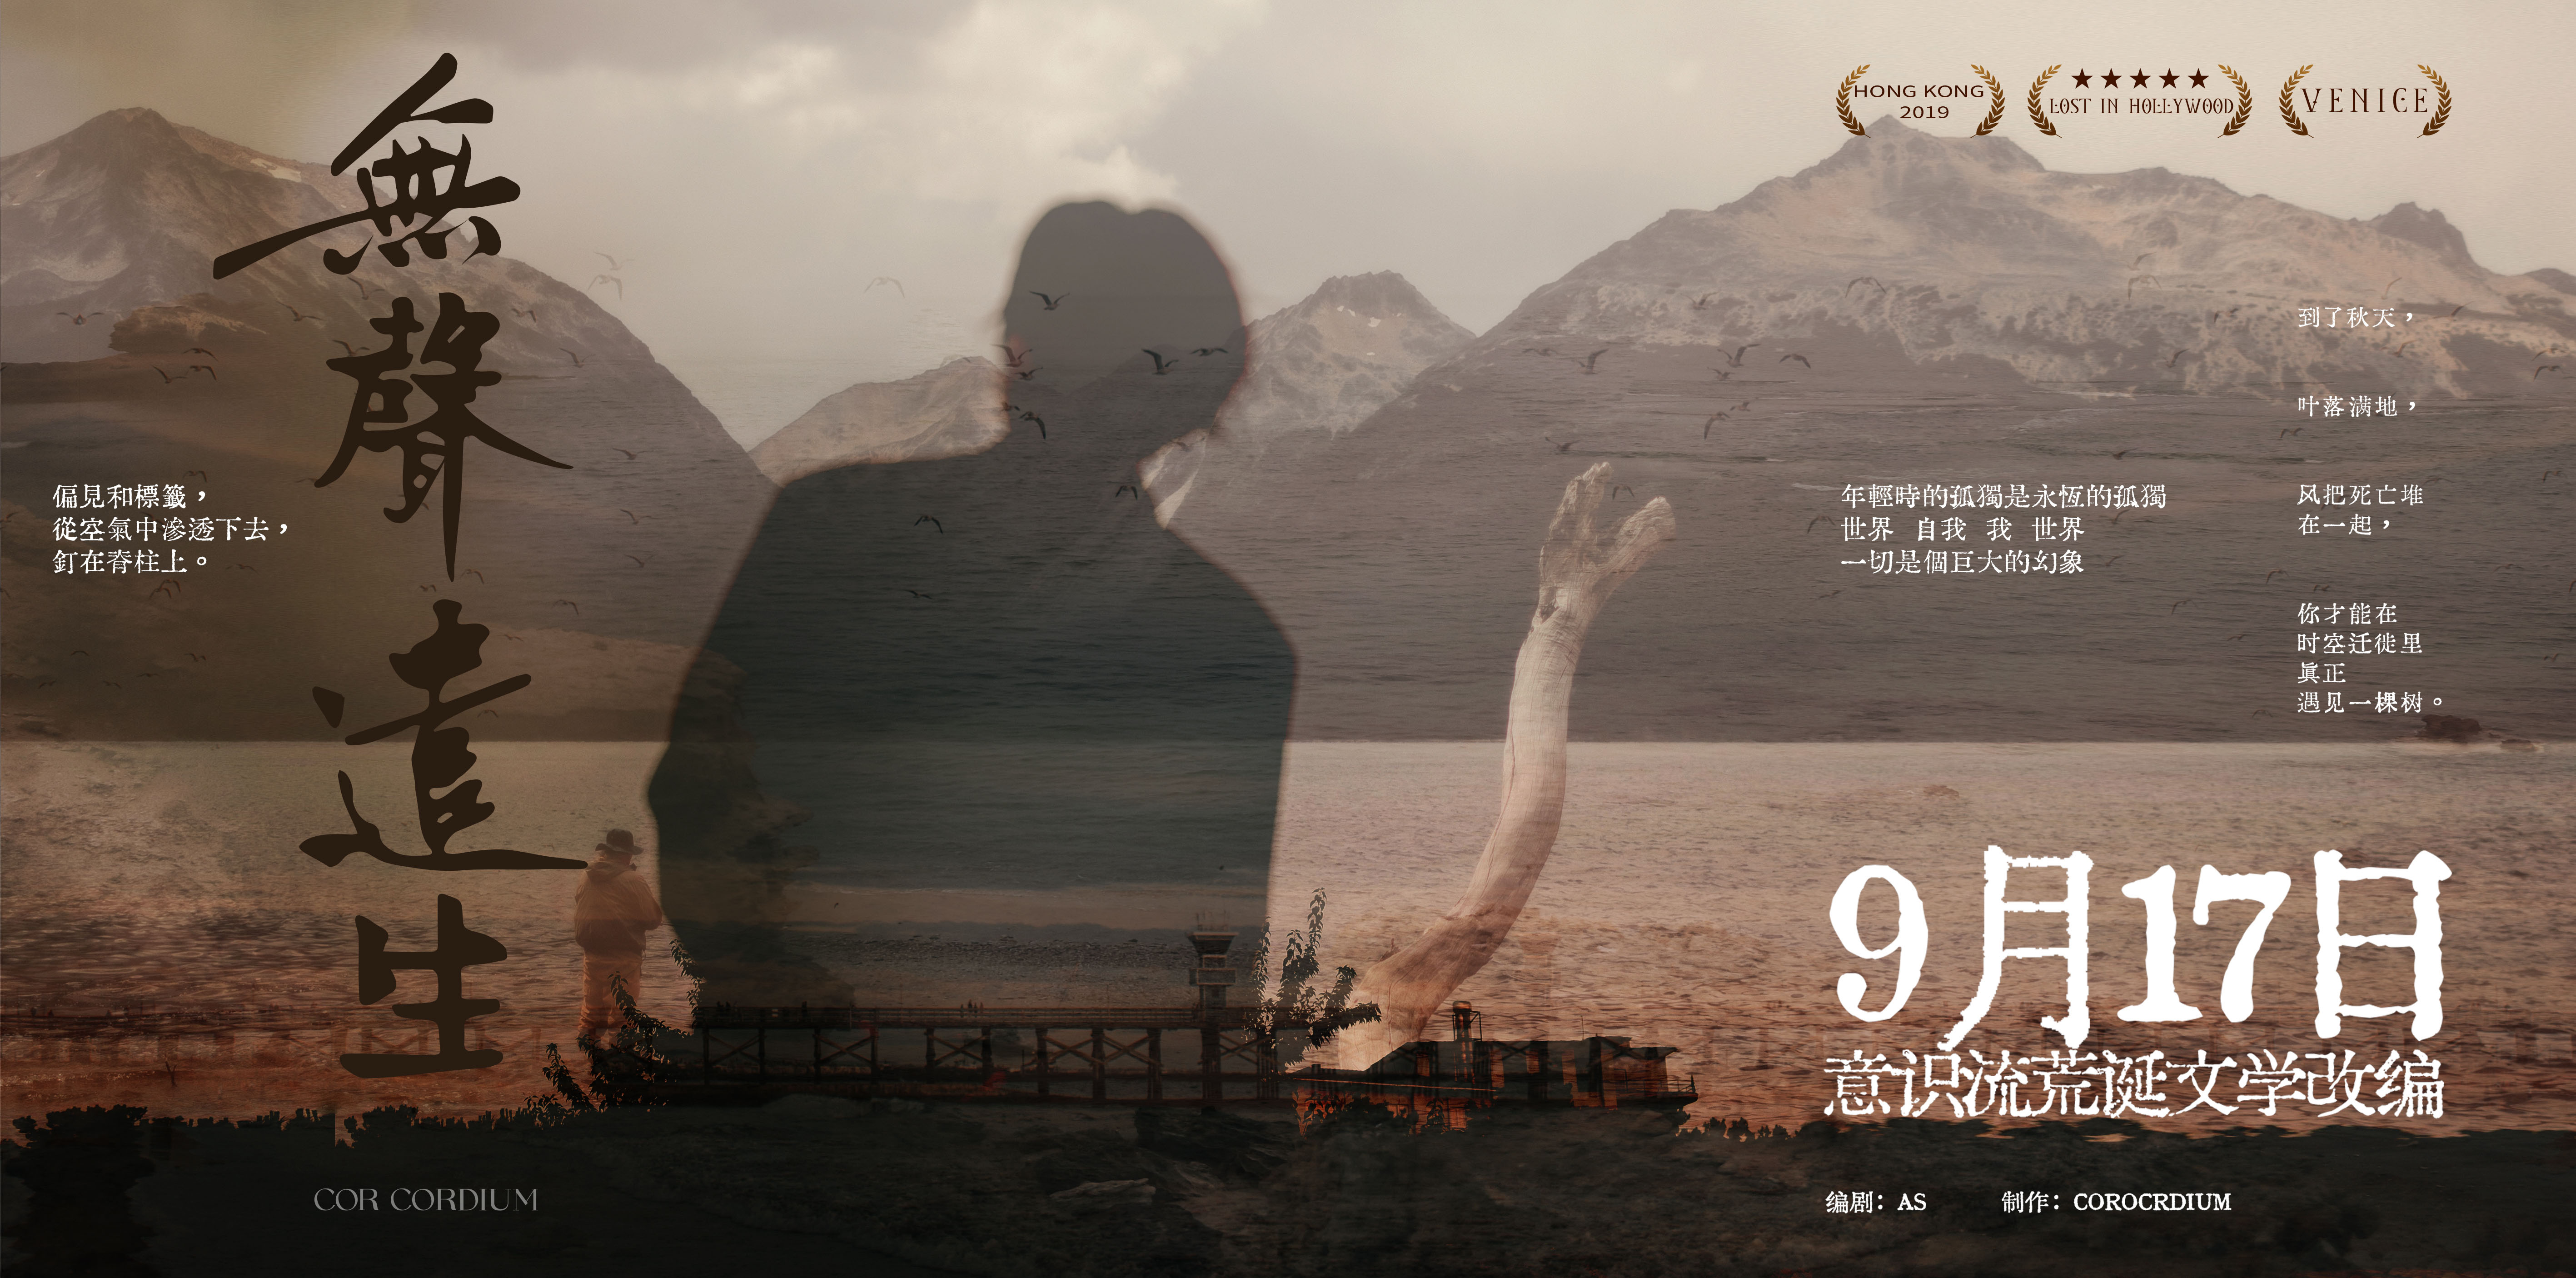 無聲遣生
偏見和標籤，
從空氣中滲透下去，
釘在脊柱上。
COR CORDIUM
HONG KONG
2019
★★★★★
LOST IN HOLLYWOOD
VENICE
年輕時的孤獨是永恆的孤獨
世界 自我 我 世界
一切是個巨大的幻象
到了秋天，
叶落满地，
风把死亡堆
在一起，
你才能在
时空迁徙里
眞正
遇见一棵树。
9月17日
意识流荒诞文学改编
编剧：AS 制作：COROCRDIUM